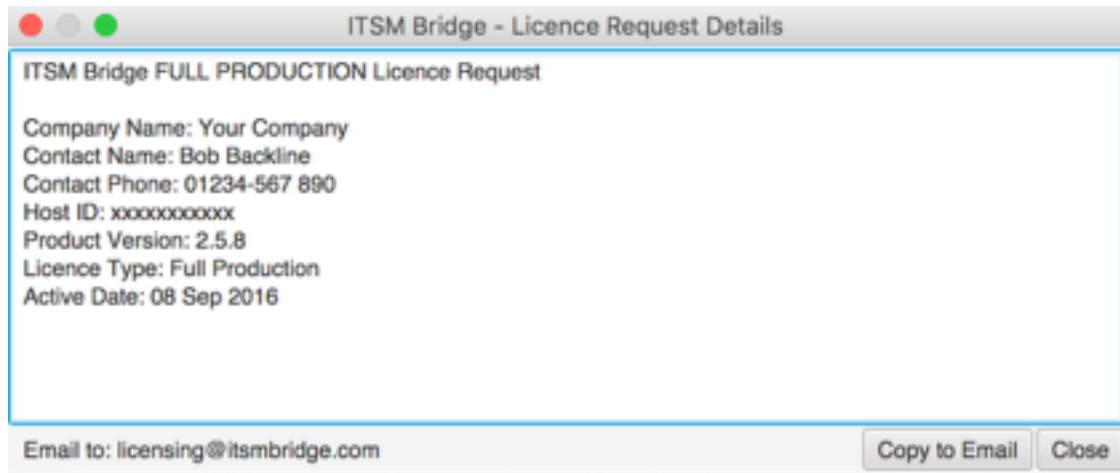 ITSM Bridge - Licence Request Details
ITSM Bridge FULL PRODUCTION Licence Request
Company Name: Your Company
Contact Name: Bob Backline
Contact Phone: 01234-567 890
Host ID: xxxxxxxxxxx
Product Version: 2.5.8
Licence Type: Full Production
Active Date: 08 Sep 2016
Email to: licensing@itsmbridge.com
Copy to Email
Close